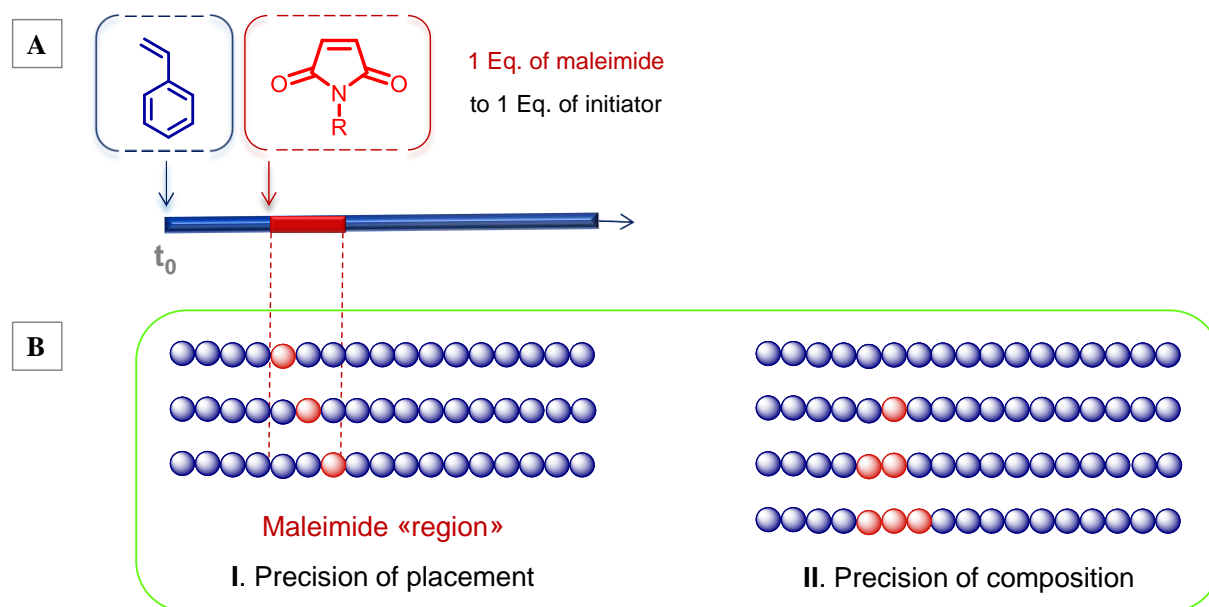 A
O
N
O
R
1 Eq. of maleimide
to 1 Eq. of initiator
t0
B
Maleimide «region»
I. Precision of placement
II. Precision of composition